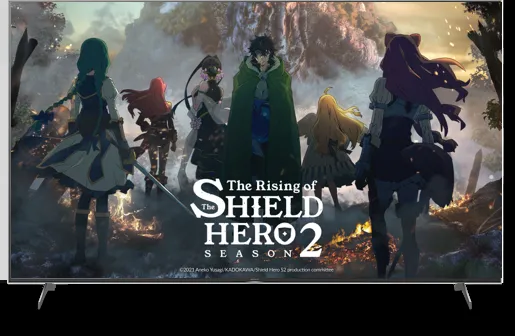 The Rising of
The SHIELD
HERO 2
SEASON
©2021 Aneko Yusagi/KADOKAWA/Shield Hero S2 production committee